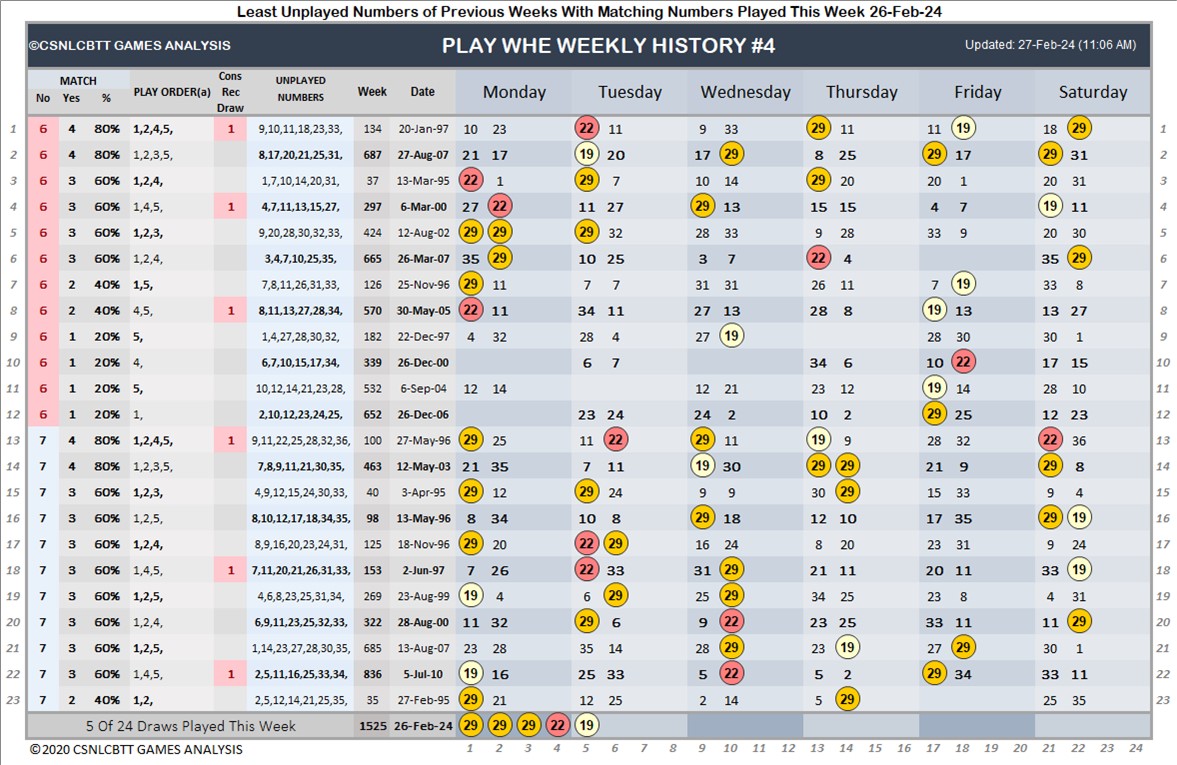 Least Unplayed Numbers of Previous Weeks With Matching Numbers Played This Week 26-Feb-24
©CSNLCBTT GAMES ANALYSIS PLAY WHE WEEKLY HISTORY #4 Updated: 27-Feb-24 (11:06 AM)
MATCH PLAY ORDER(a) Cons Rec Draw UNPLAYED NUMBERS Week Date Monday Tuesday Wednesday Thursday Friday Saturday
No Yes %
1 6 4 80% 1,2,4,5, 1 9,10,11,18,23,33, 134 20-Jan-97 10 23 22 11 9 33 29 11 11 19 18 29 1
2 6 4 80% 1,2,3,5, 8,17,20,21,25,31, 687 27-Aug-07 21 17 19 20 17 29 8 25 29 17 29 31 2
3 6 3 60% 1,2,4, 1,7,10,14,20,31, 37 13-Mar-95 22 1 29 7 10 14 29 20 20 1 20 31 3
4 6 3 60% 1,4,5, 1 4,7,11,13,15,27, 297 6-Mar-00 27 22 11 27 29 13 15 15 4 7 19 11 4
5 6 3 60% 1,2,3, 9,20,28,30,32,33, 424 12-Aug-02 29 29 29 32 28 33 9 28 33 9 20 30 5
6 6 3 60% 1,2,4, 3,4,7,10,25,35, 665 26-Mar-07 35 29 10 25 3 7 22 4 35 29 6
7 6 2 40% 1,5, 7,8,11,26,31,33, 126 25-Nov-96 29 11 7 7 31 31 26 11 7 19 33 8 7
8 6 2 40% 4,5, 1 8,11,13,27,28,34, 570 30-May-05 22 11 34 11 27 13 28 8 19 13 13 27 8
9 6 1 20% 5, 1,4,27,28,30,32, 182 22-Dec-97 4 32 28 4 27 19 28 30 30 1 9
10 6 1 20% 4, 6,7,10,15,17,34, 339 26-Dec-00 6 7 34 6 10 22 17 15 10
11 6 1 20% 5, 10,12,14,21,23,28, 532 6-Sep-04 12 14 12 21 23 12 19 14 28 10 11
12 6 1 20% 1, 2,10,12,23,24,25, 652 26-Dec-06 23 24 24 2 10 2 29 25 12 23 12
13 7 4 80% 1,2,4,5, 1 9,11,22,25,28,32,36, 100 27-May-96 29 25 11 22 29 11 19 9 28 32 22 36 13
14 7 4 80% 1,2,3,5, 7,8,9,11,21,30,35, 463 12-May-03 21 35 7 11 19 30 29 29 21 9 29 8 14
15 7 3 60% 1,2,3, 4,9,12,15,24,30,33, 40 3-Apr-95 29 12 29 24 9 9 30 29 15 33 9 4 15
16 7 3 60% 1,2,5, 8,10,12,17,18,34,35, 98 13-May-96 8 34 10 8 29 18 12 10 17 35 29 19 16
17 7 3 60% 1,2,4, 8,9,16,20,23,24,31, 125 18-Nov-96 29 20 22 29 16 24 8 20 23 31 9 24 17
18 7 3 60% 1,4,5, 1 7,11,20,21,26,31,33, 153 2-Jun-97 7 26 22 33 31 29 21 11 20 11 33 19 18
19 7 3 60% 1,2,5, 4,6,8,23,25,31,34, 269 23-Aug-99 19 4 6 29 25 29 34 25 23 8 4 31 19
20 7 3 60% 1,2,4, 6,9,11,23,25,32,33, 322 28-Aug-00 11 32 29 6 9 22 23 25 33 11 11 29 20
21 7 3 60% 1,2,5, 1,14,23,27,28,30,35, 685 13-Aug-07 23 28 35 14 28 29 23 19 27 29 30 1 21
22 7 3 60% 1,4,5, 1 2,5,11,16,25,33,34, 836 5-Jul-10 19 16 25 33 5 22 5 2 29 34 33 11 22
23 7 2 40% 1,2, 2,5,12,14,21,25,35, 35 27-Feb-95 29 21 12 25 2 14 5 29 25 35 23
5 Of 24 Draws Played This Week 1525 26-Feb-24 29 29 29 22 19
© 2020 CSNLCBTT GAMES ANALYSIS 1 2 3 4 5 6 7 8 9 10 11 12 13 14 15 16 17 18 19 20 21 22 23 24